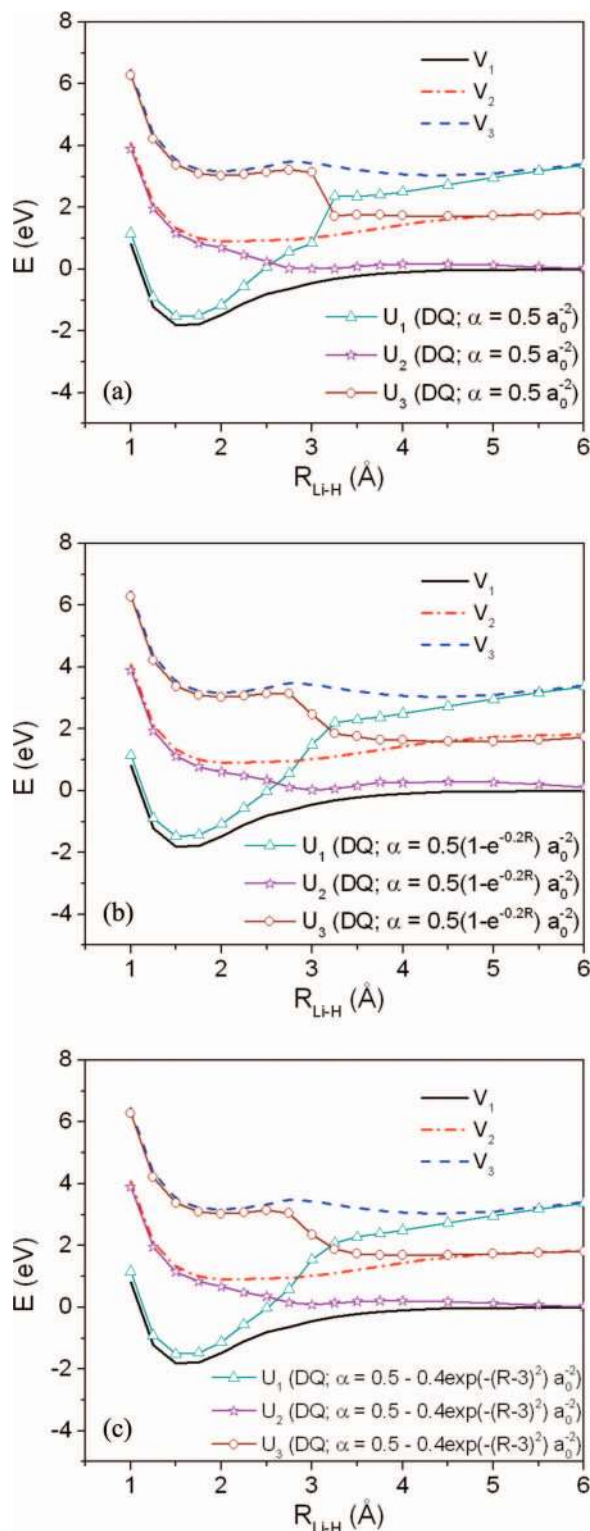 8
6
4
2
0
-2
-4
E (eV)
V₁
V₂
V₃
U₁ (DQ; α = 0.5 a₀⁻²)
U₂ (DQ; α = 0.5 a₀⁻²)
U₃ (DQ; α = 0.5 a₀⁻²)
(a)
1 2 3 4 5 6
R_Li-H (Å)
8
6
4
2
0
-2
-4
E (eV)
V₁
V₂
V₃
U₁ (DQ; α = 0.5(1-e^-0.2R) a₀⁻²)
U₂ (DQ; α = 0.5(1-e^-0.2R) a₀⁻²)
U₃ (DQ; α = 0.5(1-e^-0.2R) a₀⁻²)
(b)
1 2 3 4 5 6
R_Li-H (Å)
8
6
4
2
0
-2
-4
E (eV)
V₁
V₂
V₃
U₁ (DQ; α = 0.5 - 0.4exp(-(R-3)²) a₀⁻²)
U₂ (DQ; α = 0.5 - 0.4exp(-(R-3)²) a₀⁻²)
U₃ (DQ; α = 0.5 - 0.4exp(-(R-3)²) a₀⁻²)
(c)
1 2 3 4 5 6
R_Li-H (Å)